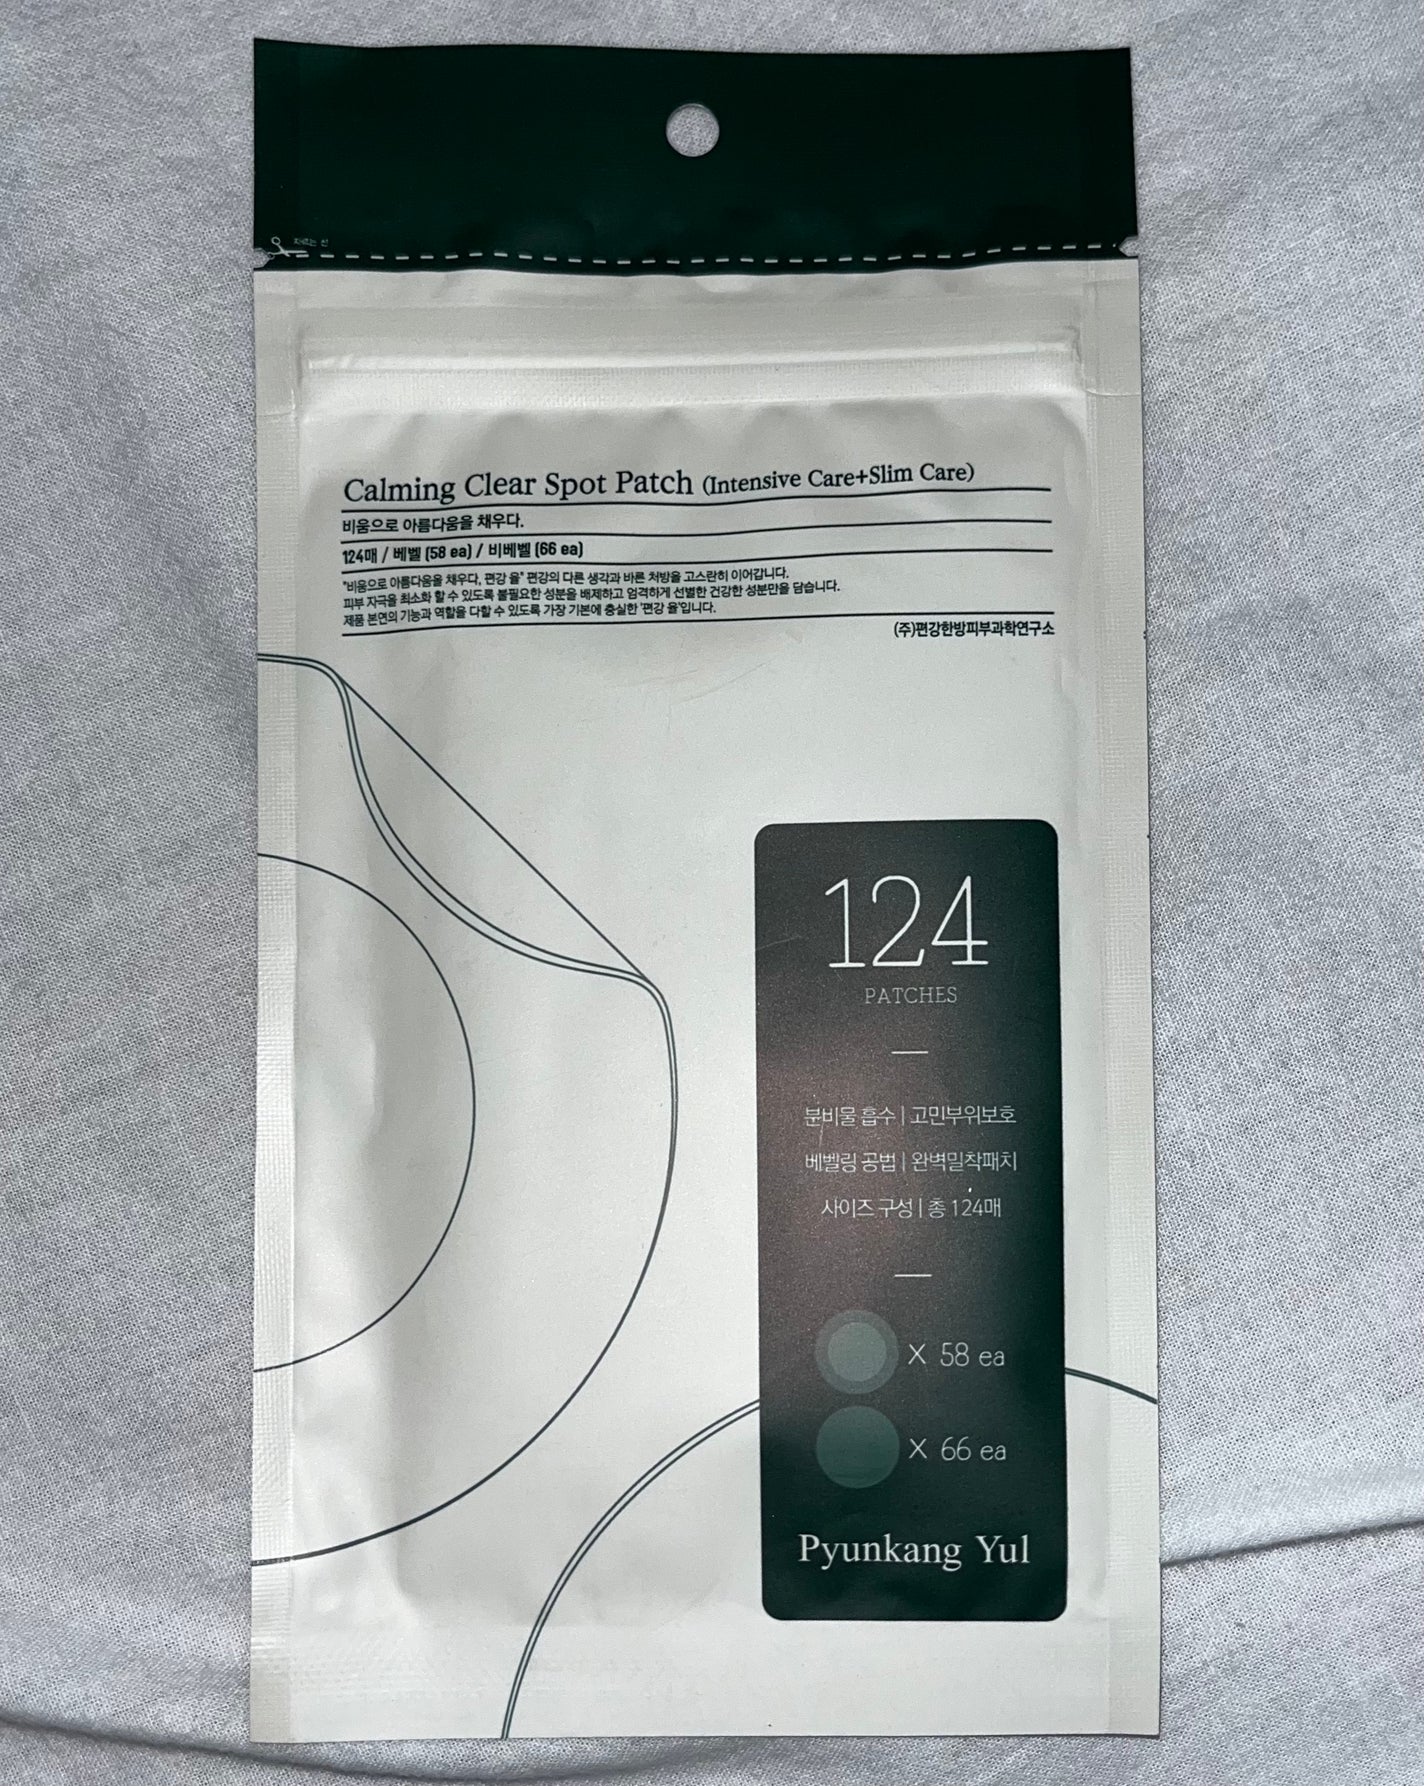 자르는 선
Calming Clear Spot Patch (Intensive Care+Slim Care)
비움으로 아름다움을 채우다.
124매 / 베벨 (58 ea) / 비베벨 (66 ea)
"비움으로 아름다움을 채우다, 편강 율" 편강의 다른 생각과 바른 처방을 고스란히 이어갑니다.
피부 자극을 최소화 할 수 있도록 불필요한 성분을 배제하고 엄격하게 선별한 건강한 성분만을 담습니다.
제품 본연의 기능과 역할을 다할 수 있도록 가장 기본에 충실한 '편강 율'입니다.
(주)편강한방피부과학연구소
124
PATCHES
분비물 흡수 | 고민부위보호
베벨링 공법 | 완벽밀착패치
사이즈 구성 | 총 124매
X 58 ea
X 66 ea
Pyunkang Yul